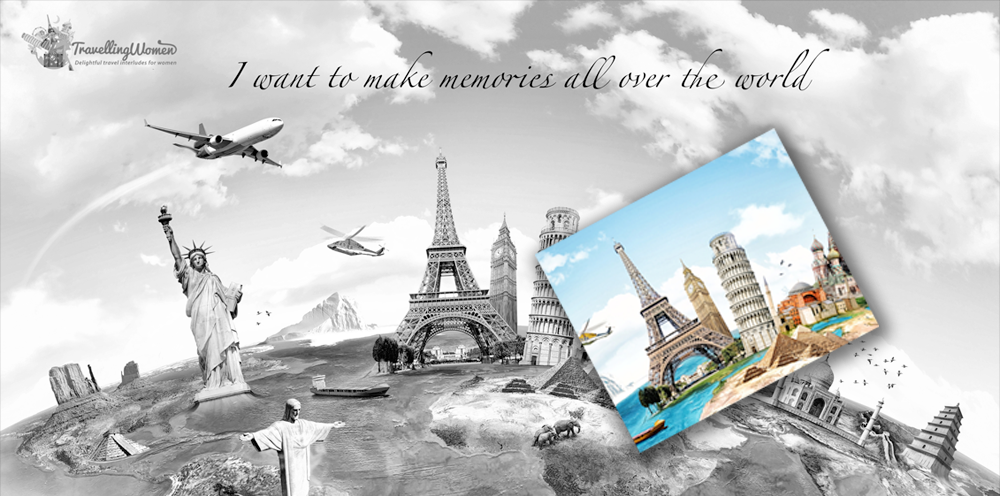 TravellingWomen
Delightful travel interludes for women
I want to make memories all over the world